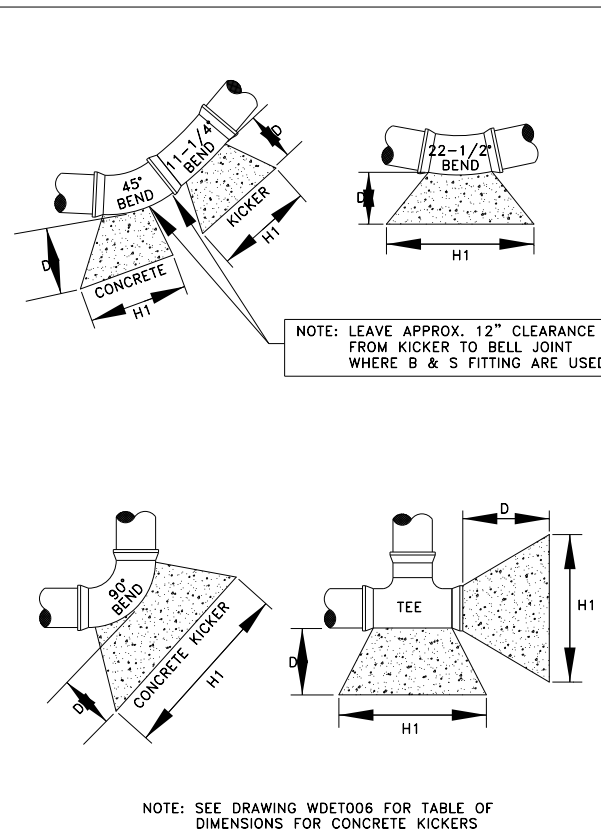 11-1/4°
BEND
D
45°
BEND
KICKER
H1
D
CONCRETE
H1
22-1/2°
BEND
D
H1
NOTE: LEAVE APPROX. 12" CLEARANCE
FROM KICKER TO BELL JOINT
WHERE B & S FITTING ARE USED
90°
BEND
CONCRETE KICKER
D
H1
TEE
D
H1
D
H1
NOTE: SEE DRAWING WDET006 FOR TABLE OF
DIMENSIONS FOR CONCRETE KICKERS